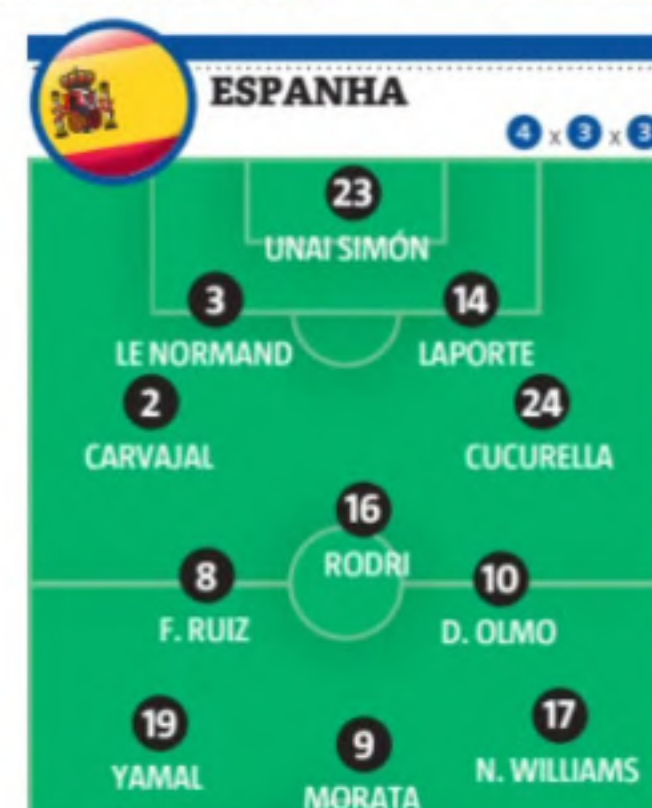 ESPANHA
4 x 3 x 3
23
UNAI SIMÓN
3 14
LE NORMAND LAPORTE
2 24
CARVAJAL CUCURELLA
16
RODRI
8 10
F. RUIZ D. OLMO
19 9 17
YAMAL MORATA N. WILLIAMS